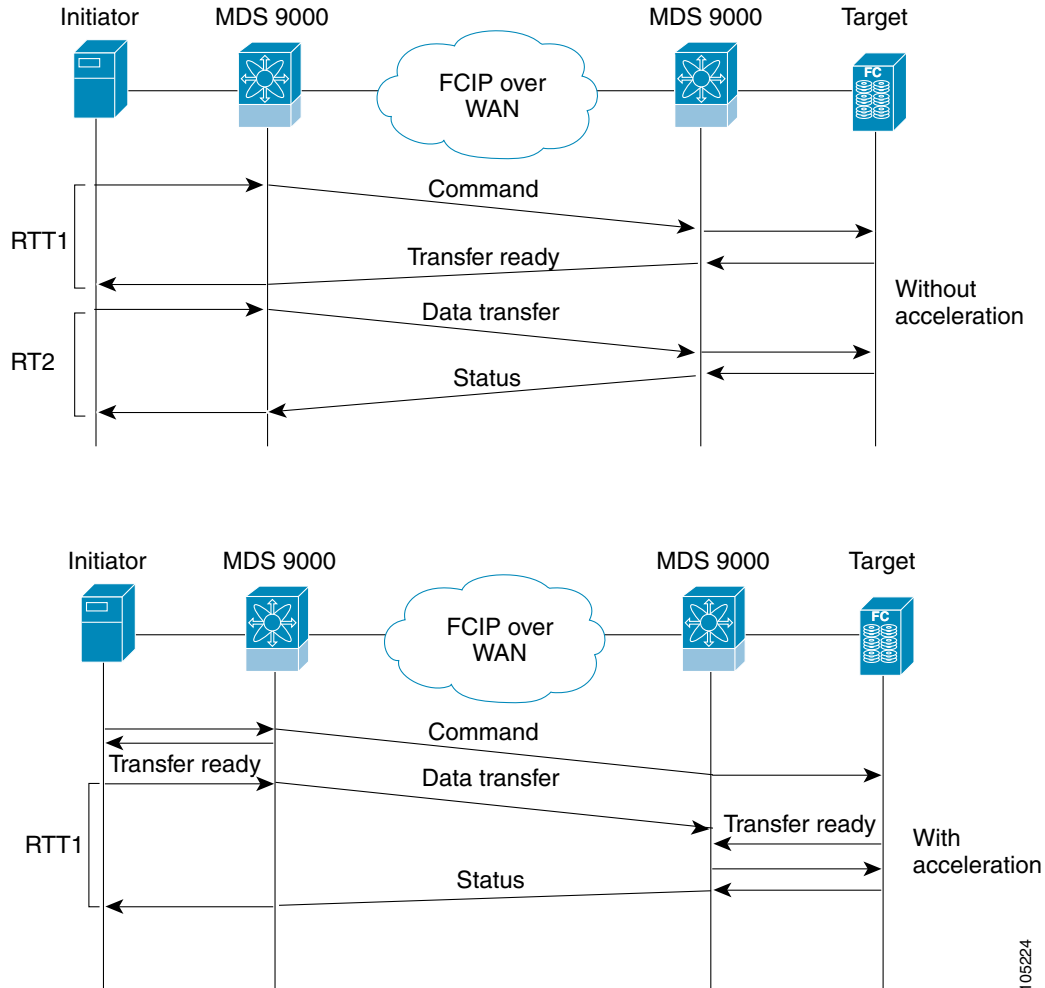 Initiator
MDS 9000
MDS 9000
Target
FCIP over
WAN
FC
Command
RTT1
Transfer ready
Without
acceleration
Data transfer
RT2
Status
Initiator
MDS 9000
MDS 9000
Target
FCIP over
WAN
FC
Command
Transfer ready
Data transfer
Transfer ready
RTT1
With
acceleration
Status
105224